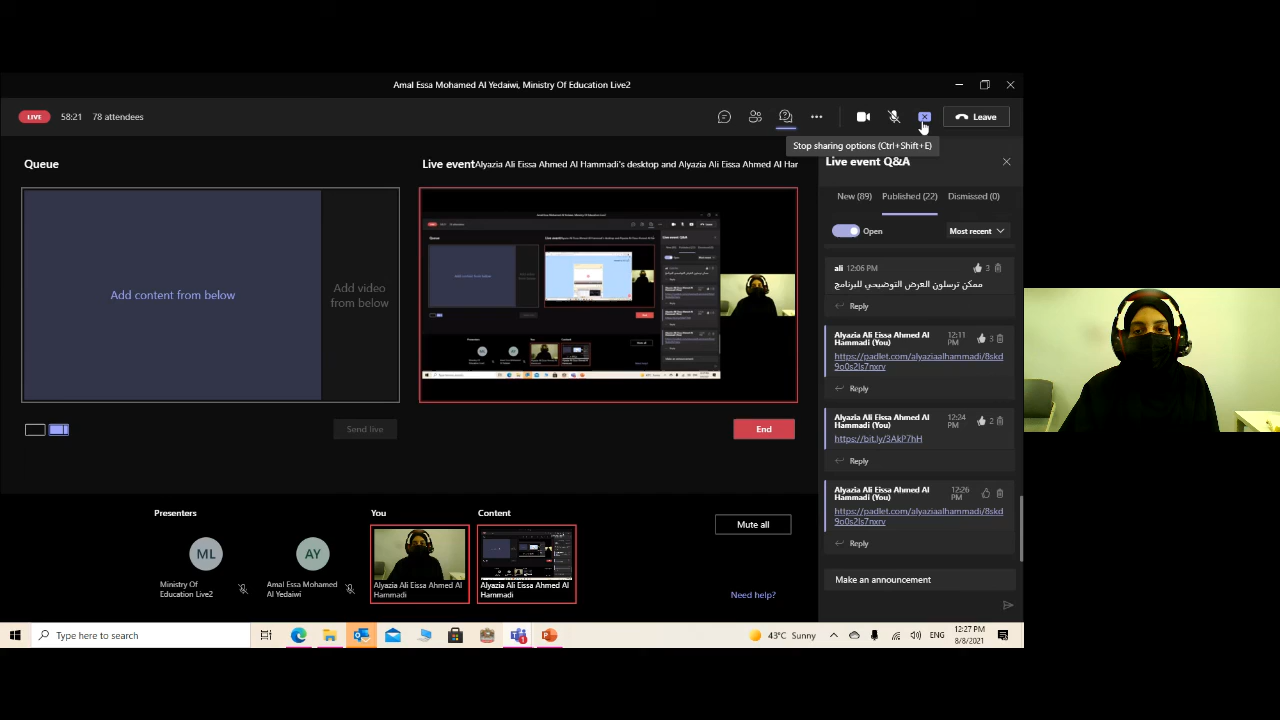 Amal Essa Mohamed Al Yedaiwi, Ministry Of Education Live2
LIVE 58:21 78 attendees
Leave
Stop sharing options (Ctrl+Shift+E)
Queue
Live event Alyazia Ali Eissa Ahmed Al Hammadi's desktop and Alyazia Ali Eissa Ahmed Al Har
Add content from below
Add video
from below
Send live
End
Live event Q&A
New (89) Published (22) Dismissed (0)
Open Most recent
ali 12:06 PM 3
ممكن ترسلون العرض التوضيحي للبرنامج
Reply
Alyazia Ali Eissa Ahmed Al
Hammadi (You)
12:11
PM
3
https://padlet.com/alyaziaalhammadi/8skd
9o0s2ls7nxrv
Reply
Alyazia Ali Eissa Ahmed Al
Hammadi (You)
12:24
PM
2
https://bit.ly/3AkP7hH
Reply
Alyazia Ali Eissa Ahmed Al
Hammadi (You)
12:26
PM
https://padlet.com/alyaziaalhammadi/8skd
9o0s2ls7nxrv
Reply
Make an announcement
Presenters
You
Content
Mute all
ML
Ministry Of
Education Live2
AY
Amal Essa Mohamed
Al Yedaiwi
Alyazia Ali Eissa Ahmed Al
Hammadi
Alyazia Ali Eissa Ahmed Al
Hammadi
Need help?
Type here to search
43°C Sunny
ENG
12:27 PM
8/8/2021